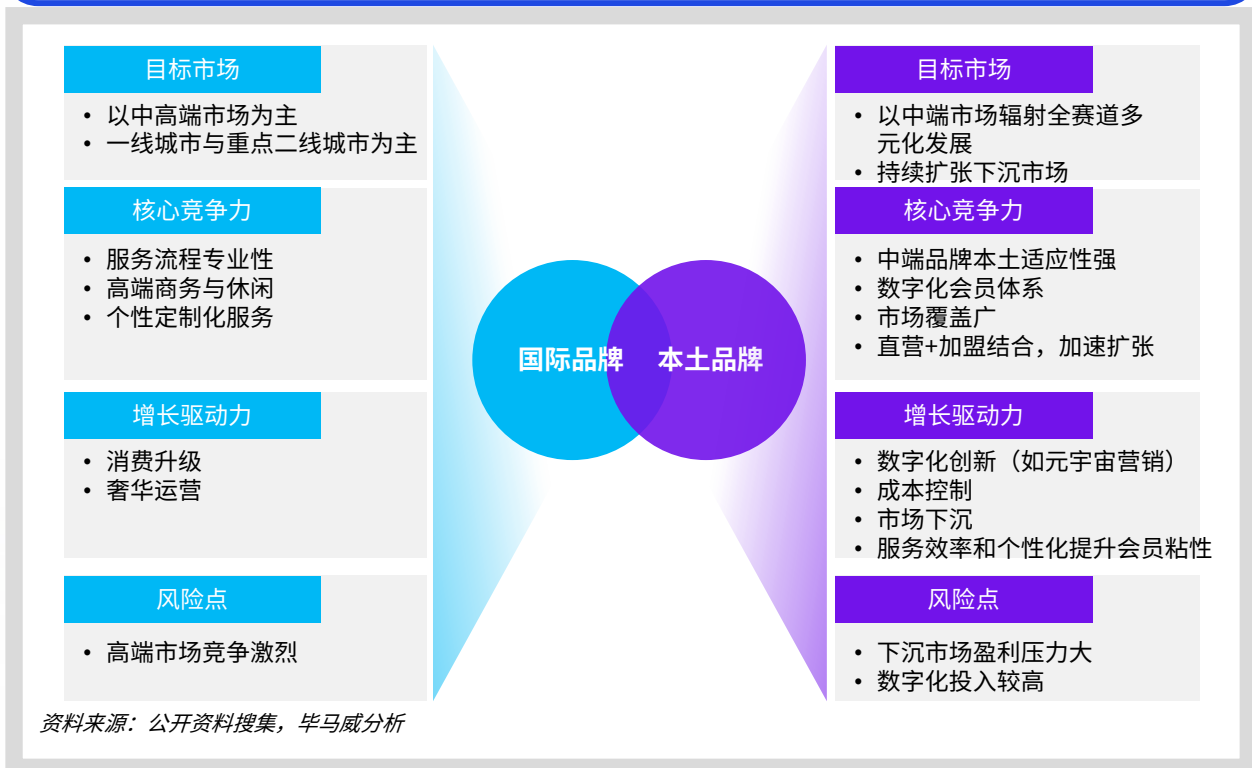 目标市场
• 以中高端市场为主
• 一线城市与重点二线城市为主
核心竞争力
• 服务流程专业性
• 高端商务与休闲
• 个性定制化服务
增长驱动力
• 消费升级
• 奢华运营
风险点
• 高端市场竞争激烈
国际品牌
本土品牌
目标市场
• 以中端市场辐射全赛道多
元化发展
• 持续扩张下沉市场
核心竞争力
• 中端品牌本土适应性强
• 数字化会员体系
• 市场覆盖广
• 直营+加盟结合，加速扩张
增长驱动力
• 数字化创新（如元宇宙营销）
• 成本控制
• 市场下沉
• 服务效率和个性化提升会员粘性
风险点
• 下沉市场盈利压力大
• 数字化投入较高
资料来源：公开资料搜集，毕马威分析